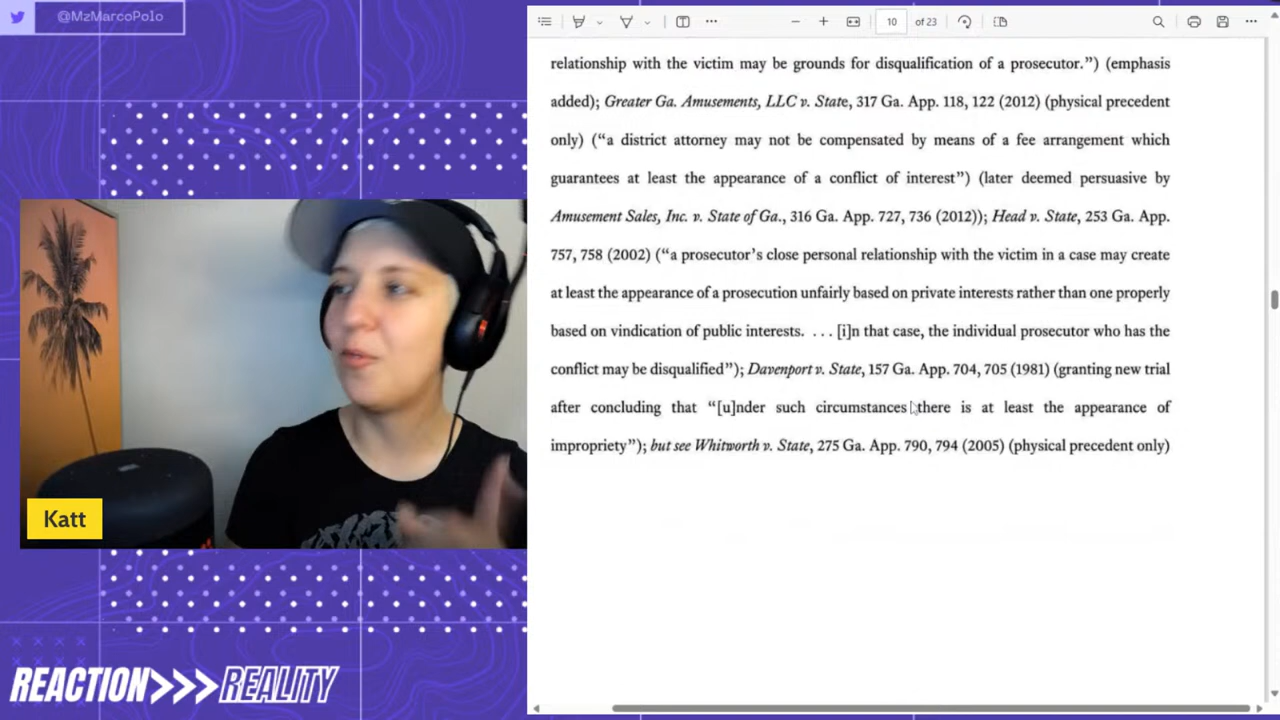 @MzMarcoPolo
10 of 23
relationship with the victim may be grounds for disqualification of a prosecutor.”) (emphasis
added); Greater Ga. Amusements, LLC v. State, 317 Ga. App. 118, 122 (2012) (physical precedent
only) (“a district attorney may not be compensated by means of a fee arrangement which
guarantees at least the appearance of a conflict of interest”) (later deemed persuasive by
Amusement Sales, Inc. v. State of Ga., 316 Ga. App. 727, 736 (2012)); Head v. State, 253 Ga. App.
757, 758 (2002) (“a prosecutor’s close personal relationship with the victim in a case may create
at least the appearance of a prosecution unfairly based on private interests rather than one properly
based on vindication of public interests. . . . [i]n that case, the individual prosecutor who has the
conflict may be disqualified”); Davenport v. State, 157 Ga. App. 704, 705 (1981) (granting new trial
after concluding that “[u]nder such circumstances there is at least the appearance of
impropriety”); but see Whitworth v. State, 275 Ga. App. 790, 794 (2005) (physical precedent only)
Katt
REACTION>>>REALITY